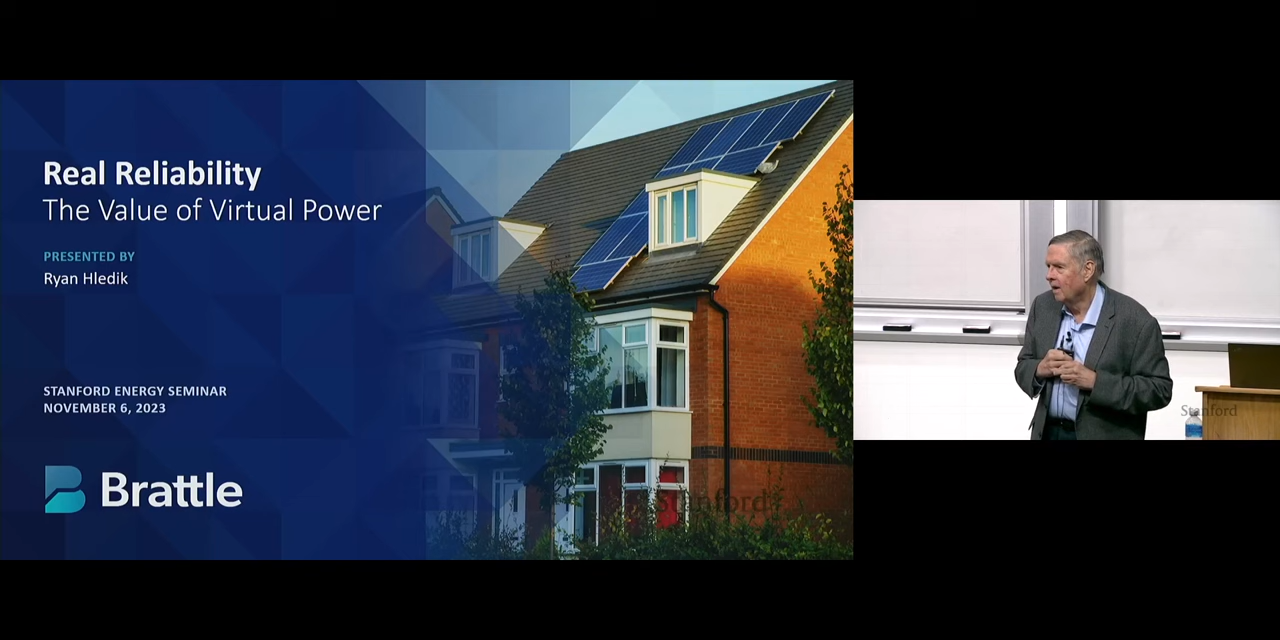 Real Reliability
The Value of Virtual Power
PRESENTED BY
Ryan Hledik
STANFORD ENERGY SEMINAR
NOVEMBER 6, 2023
Brattle
Stanford
Stanford